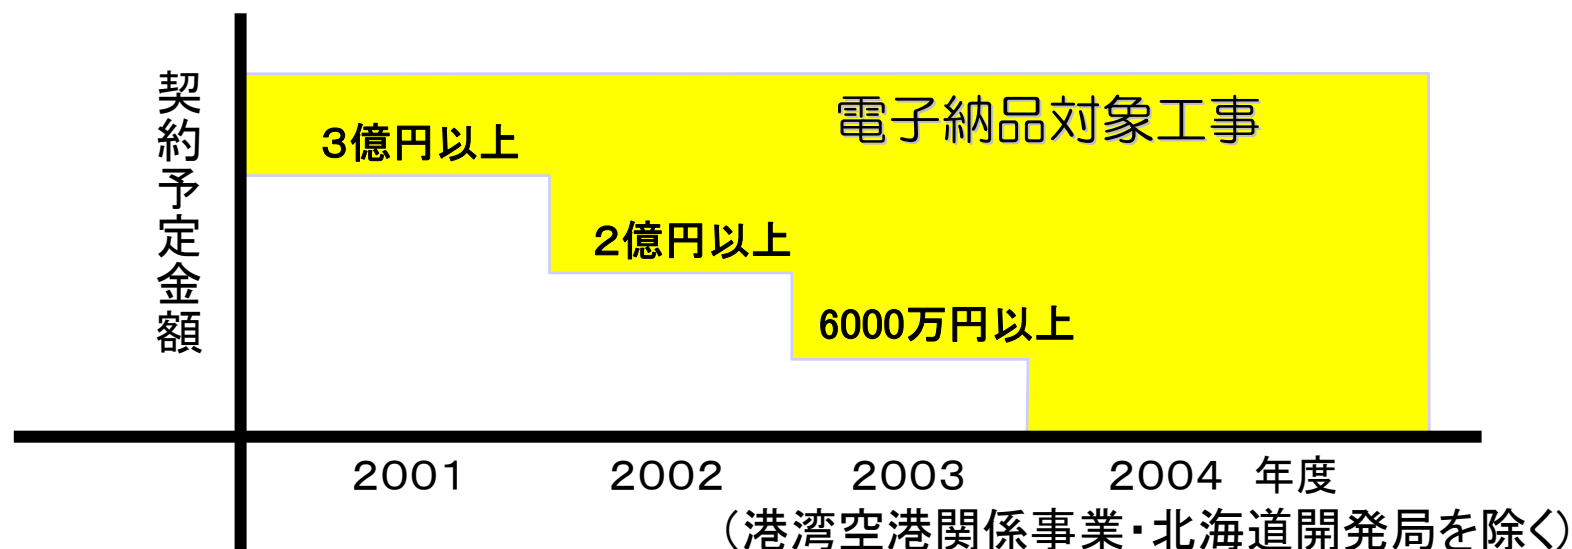 契約予定金額
電子納品対象工事
３億円以上
２億円以上
6000万円以上
２００１ ２００２ ２００３ ２００４ 年度
（港湾空港関係事業・北海道開発局を除く）